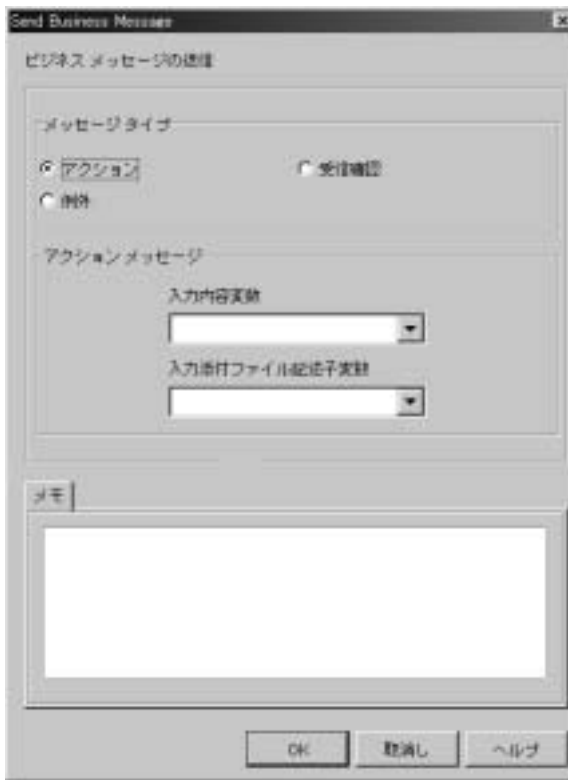 Send Business Message
ビジネス メッセージの送信
メッセージ タイプ
アクション
受信確認
例外
アクション メッセージ
入力内容変数
入力添付ファイル記述子変数
メモ
OK
取消し
ヘルプ